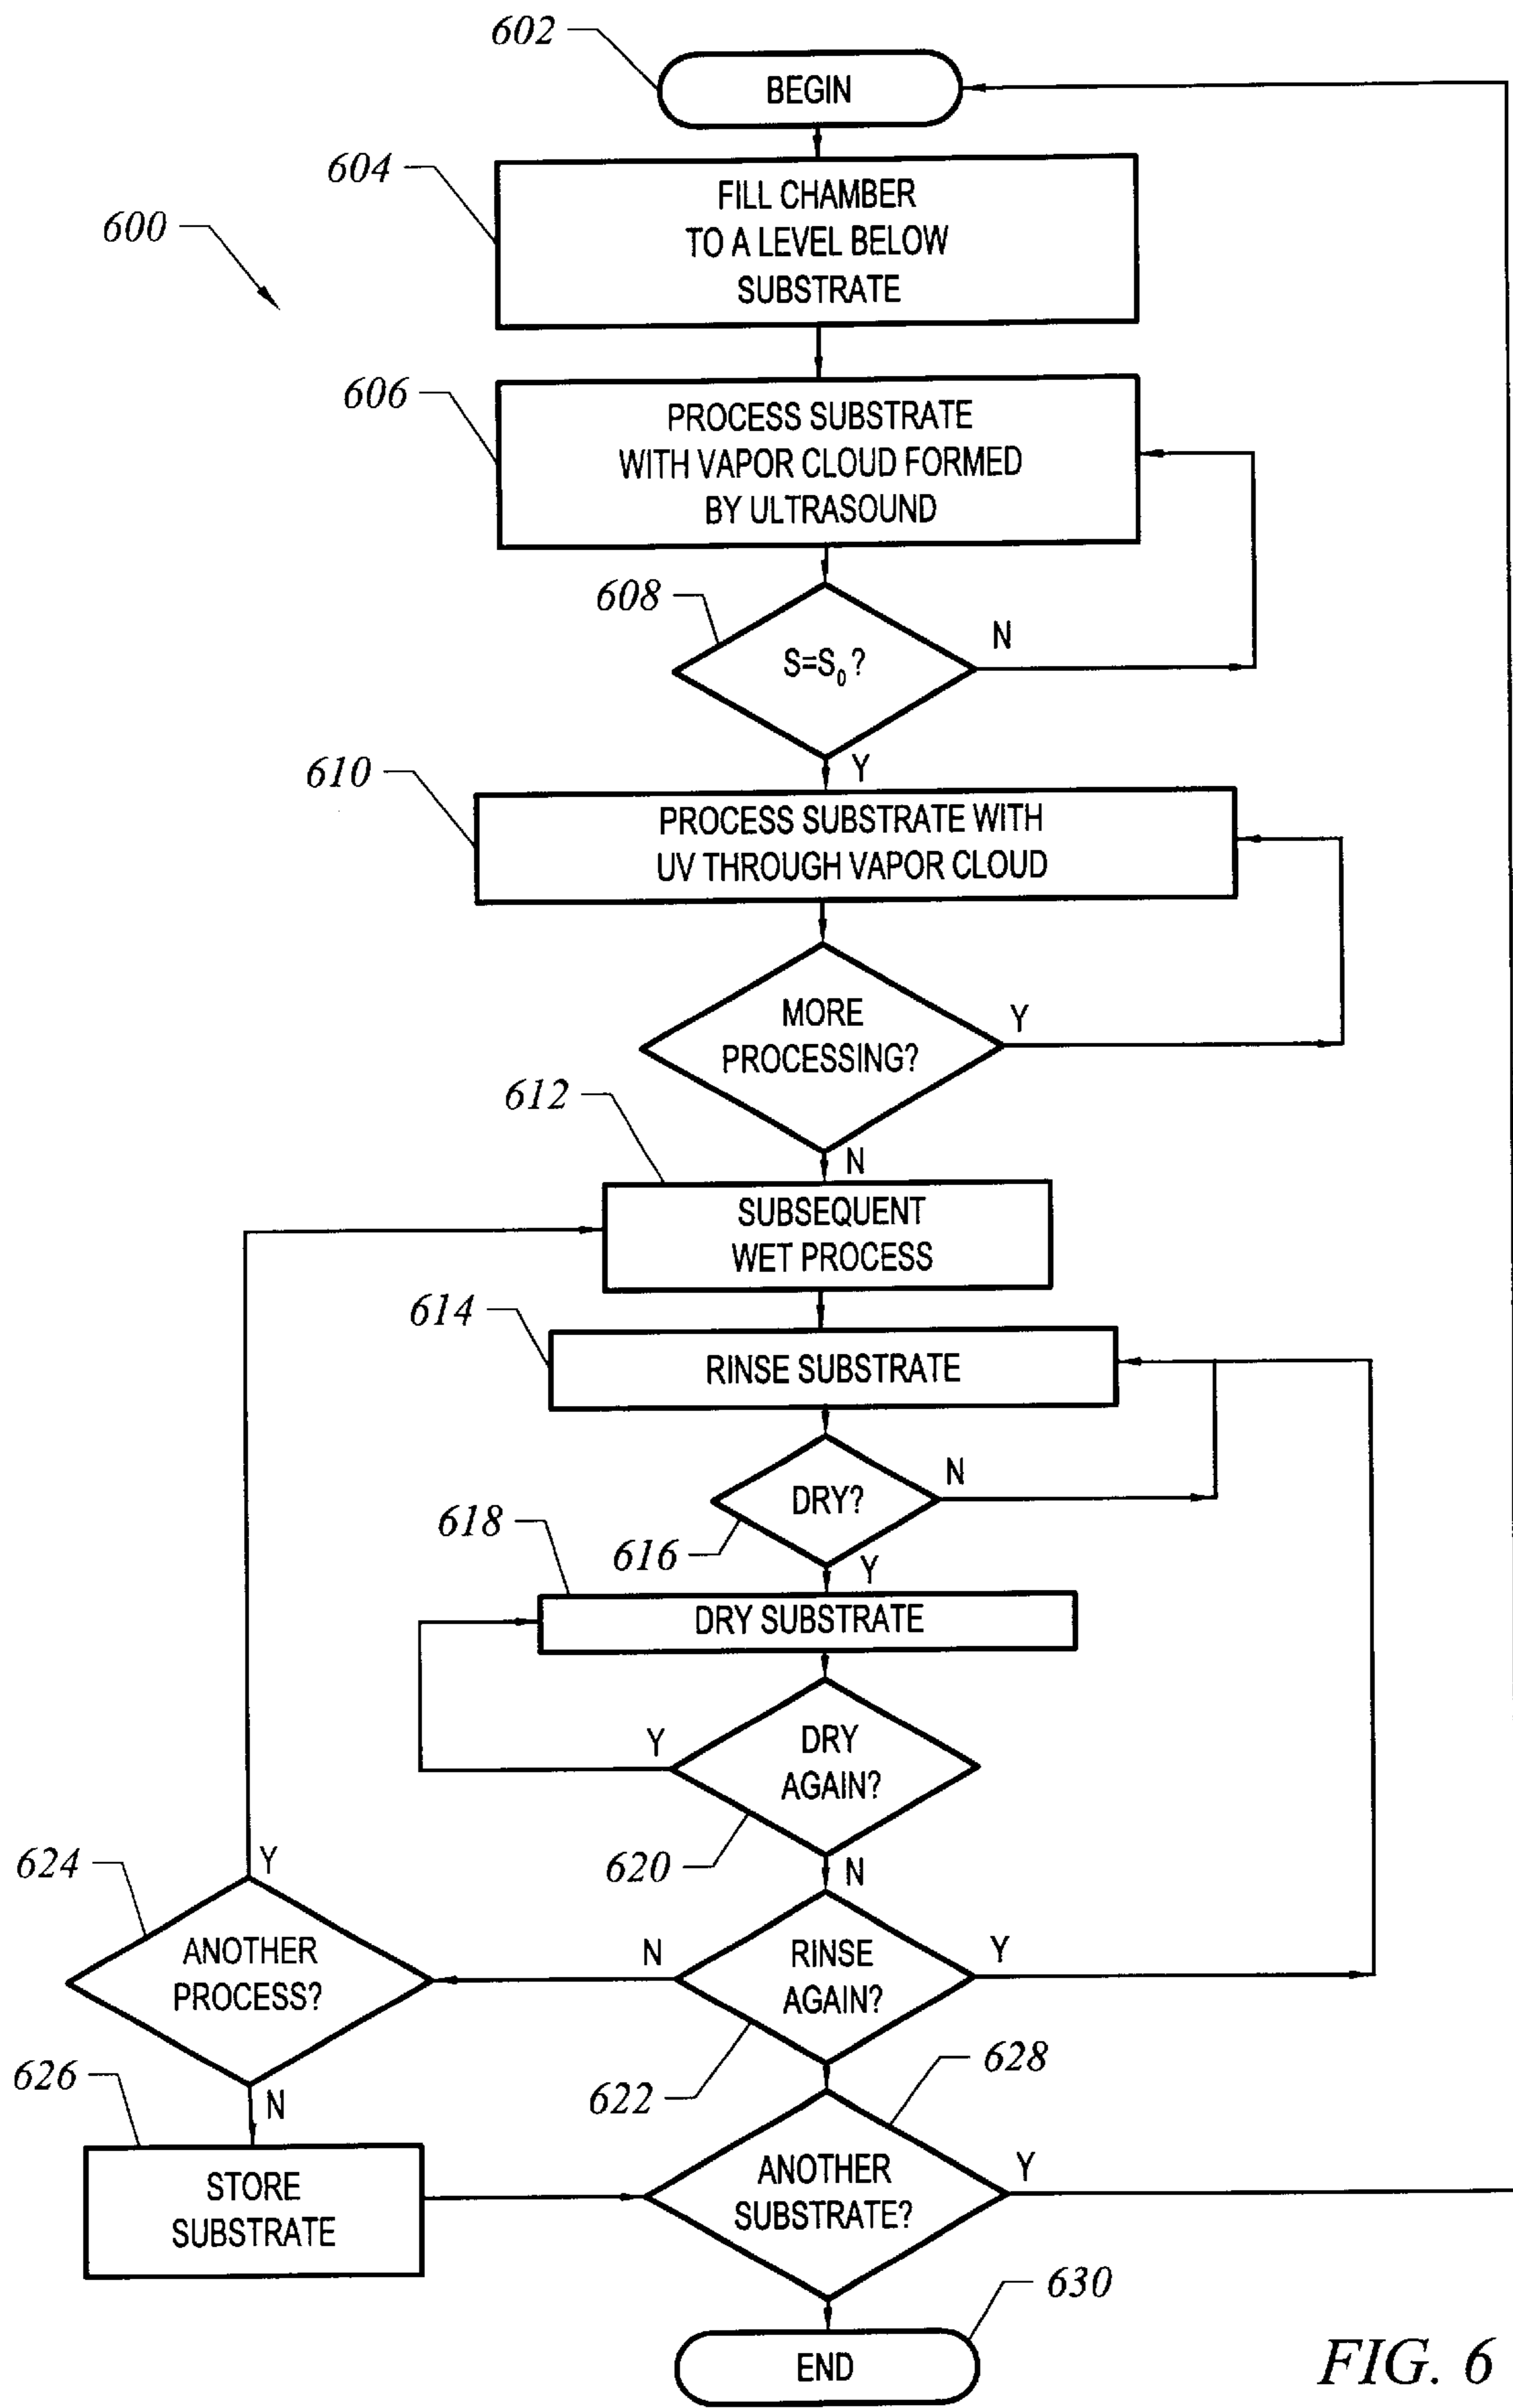 602
BEGIN
604
FILL CHAMBER
TO A LEVEL BELOW
SUBSTRATE
600
606
PROCESS SUBSTRATE
WITH VAPOR CLOUD FORMED
BY ULTRASOUND
608
S=S₀?
N
Y
610
PROCESS SUBSTRATE WITH
UV THROUGH VAPOR CLOUD
MORE
PROCESSING?
Y
N
612
SUBSEQUENT
WET PROCESS
614
RINSE SUBSTRATE
DRY?
N
616
Y
618
DRY SUBSTRATE
DRY
AGAIN?
Y
620
N
624
Y
ANOTHER
PROCESS?
N
RINSE
AGAIN?
Y
622
N
626
STORE
SUBSTRATE
628
ANOTHER
SUBSTRATE?
Y
630
END
FIG. 6